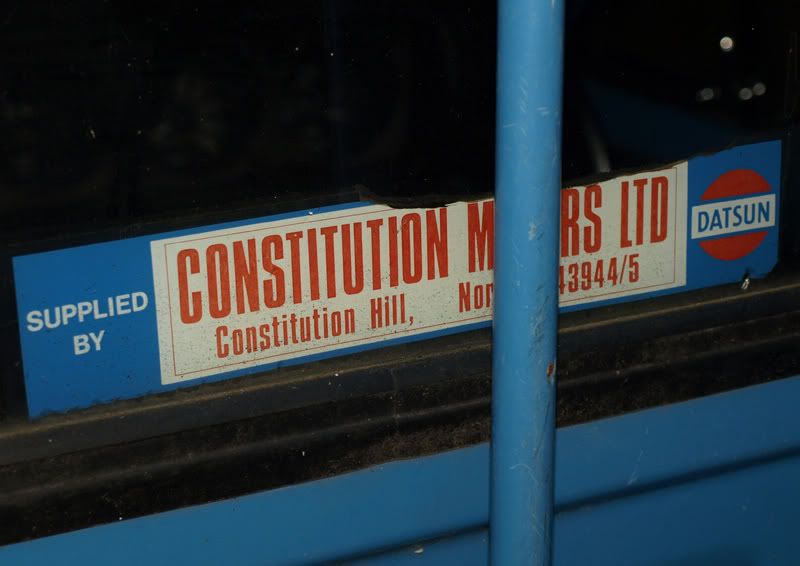 SUPPLIED
BY
CONSTITUTION M RS LTD
Constitution Hill, Nor 43944/5
DATSUN